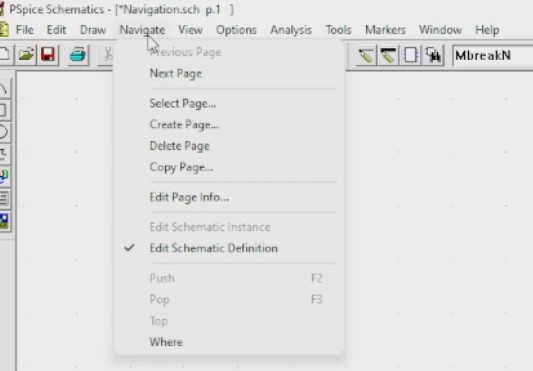 PSpice Schematics - [*Navigation.sch p.1 ]
File Edit Draw Navigate View Options Analysis Tools Markers Window Help
MbreakN
Previous Page
Next Page
Select Page...
Create Page...
Delete Page
Copy Page...
Edit Page Info...
Edit Schematic Instance
Edit Schematic Definition
Push F2
Pop F3
Top
Where